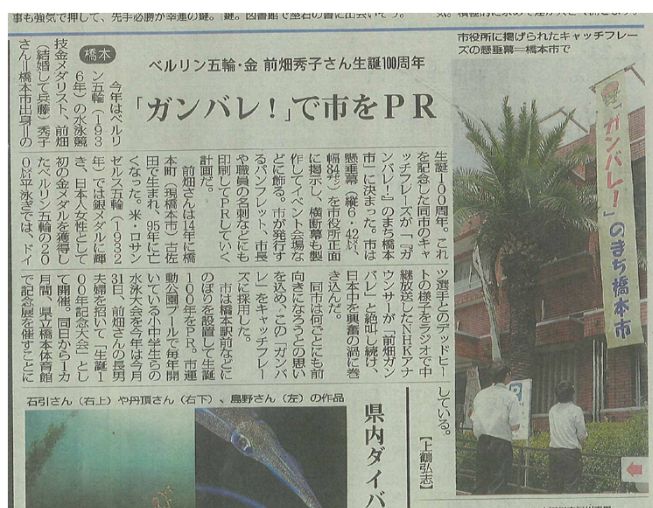 事も強気で押して、先手必勝が幸運の鍵。
市役所に掲げられたキャッチフレー
ズの懸垂幕＝橋本市で
「ガンバレ！」のまち橋本市
ベルリン五輪・金 前畑秀子さん生誕100周年
「ガンバレ！」で市をＰＲ
橋本
今年はベルリ
ン五輪（１９３
６年）の水泳競
技金メダリスト、前畑
（結婚して兵藤）秀子
さん＝橋本市出身＝の
生誕１００周年。これ
を記念した同市のキャ
ッチフレーズが「『ガ
ンバレ！』のまち橋本
市」に決まった。市は
懸垂幕（縦６・４２㍍、
幅８４㌢）を市役所正面
に掲示し、横断幕も製
作してイベント会場な
どに飾る。市が発行す
るパンフレット、市長
や職員の名刺などにも
印刷してＰＲしていく
計画だ。
前畑さんは１４年に橋
本町（現橋本市）古佐
田で生まれ、９５年に亡
くなった。米・ロサン
ゼルス五輪（１９３２
年）では銀メダルに輝
き、日本人女性として
初の金メダルを獲得し
たベルリン五輪の２０
０㍍平泳ぎでは、ドイ
ツ選手とのデッドヒー
トの様子をラジオで中
継放送したＮＨＫアナ
ウンサーが「前畑ガン
バレ」と絶叫し続け、
日本中を興奮の渦に巻
き込んだ。
同市は何ごとにも前
向きになろうとの思い
を込め、この「ガンバ
レ」をキャッチフレー
ズに採用した。
市は橋本駅前などに
のぼりを設置して生誕
１００年をＰＲ。市運
動公園プールで毎年開
いている小中学生らの
水泳大会を今年は今月
３１日、前畑さんの長男
夫婦を招いて「生誕１
００年記念大会」とし
て開催。同日から１カ
月間、県立橋本体育館
で記念展を催すことに
している。
【上鶴弘志】
石引さん（右上）や丹頂さん（右下）、島野さん（左）の作品
県内ダイバ